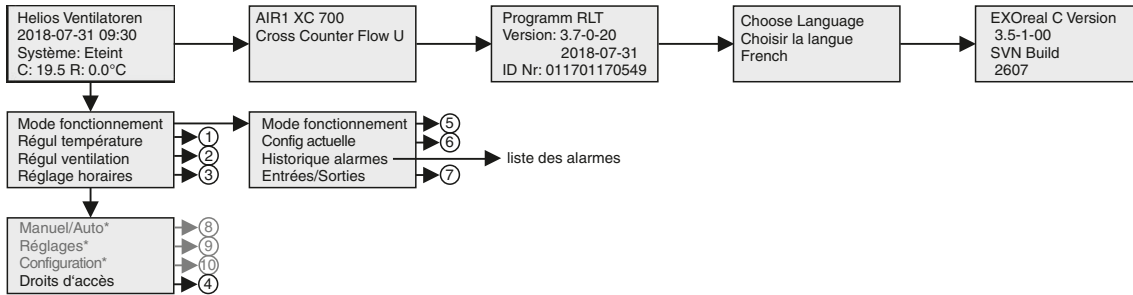 Helios Ventilatoren
2018-07-31 09:30
Système: Eteint
C: 19.5 R: 0.0°C
AIR1 XC 700
Cross Counter Flow U
Programm RLT
Version: 3.7-0-20
2018-07-31
ID Nr: 011701170549
Choose Language
Choisir la langue
French
EXOreal C Version
3.5-1-00
SVN Build
2607
Mode fonctionnement
Régul température 1
Régul ventilation 2
Réglage horaires 3
Mode fonctionnement 5
Config actuelle 6
Historique alarmes liste des alarmes
Entrées/Sorties 7
Manuel/Auto* 8
Réglages* 9
Configuration* 10
Droits d‘accès 4